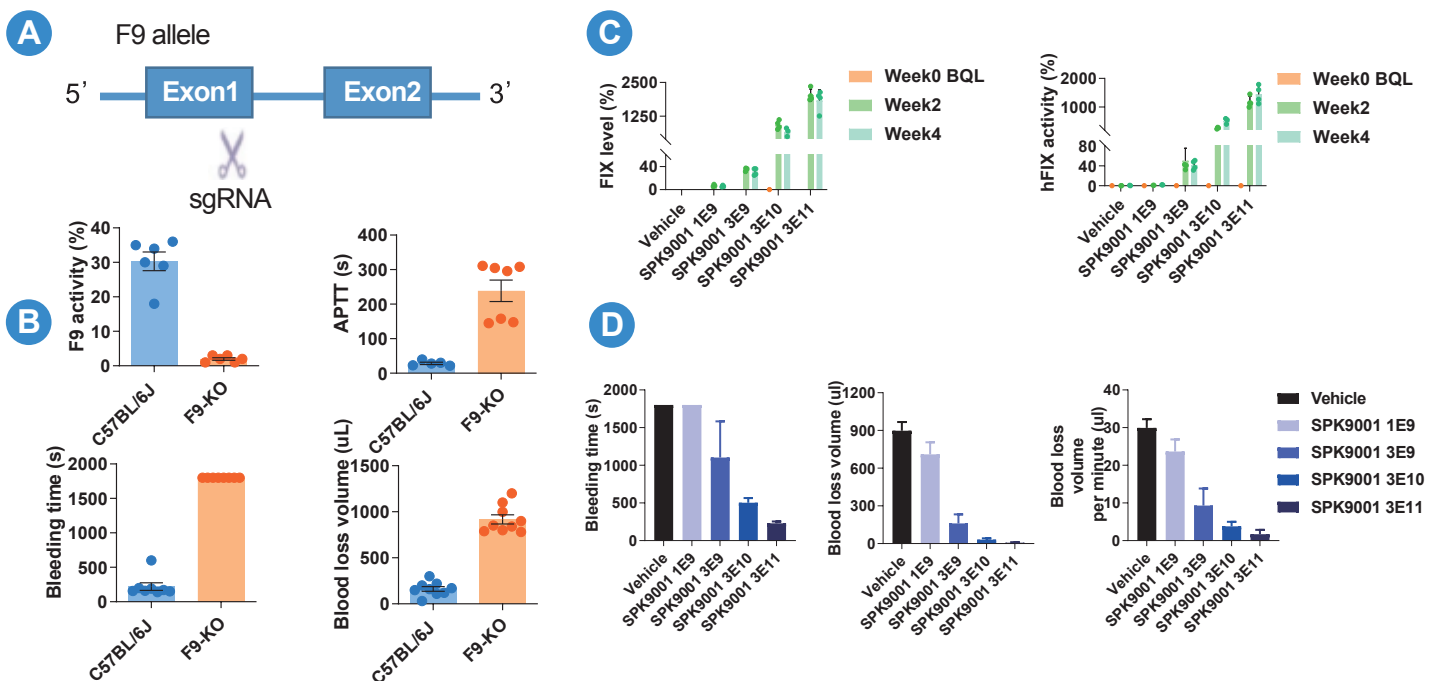 A
F9 allele
5’
Exon1
Exon2
3’
sgRNA
B
F9 activity (%)
40
30
20
10
0
C57BL/6J
F9-KO
APTT (s)
400
300
200
100
0
C57BL/6J
F9-KO
Bleeding time (s)
2000
1500
1000
500
0
C57BL/6J
F9-KO
Blood loss volume (uL)
1500
1000
500
0
C57BL/6J
F9-KO
C
FIX level (%)
2500
1250
40
0
Vehicle
SPK9001 1E9
SPK9001 3E9
SPK9001 3E10
SPK9001 3E11
Week0 BQL
Week2
Week4
hFIX activity (%)
2000
1000
80
40
0
Vehicle
SPK9001 1E9
SPK9001 3E9
SPK9001 3E10
SPK9001 3E11
Week0 BQL
Week2
Week4
D
Bleeding time (s)
2000
1500
1000
500
0
Vehicle
SPK9001 1E9
SPK9001 3E9
SPK9001 3E10
SPK9001 3E11
Blood loss volume (ul)
1200
900
600
300
0
Vehicle
SPK9001 1E9
SPK9001 3E9
SPK9001 3E10
SPK9001 3E11
Blood loss
volume
per minute (ul)
40
30
20
10
0
Vehicle
SPK9001 1E9
SPK9001 3E9
SPK9001 3E10
SPK9001 3E11
Vehicle
SPK9001 1E9
SPK9001 3E9
SPK9001 3E10
SPK9001 3E11